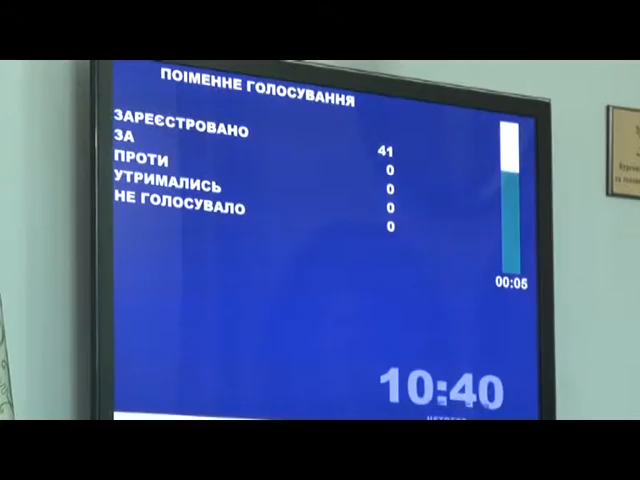 ПОІМЕННЕ ГОЛОСУВАННЯ
ЗАРЕЄСТРОВАНО 41
ЗА 0
ПРОТИ 0
УТРИМАЛИСЬ 0
НЕ ГОЛОСУВАЛО 0
00:05
10:40